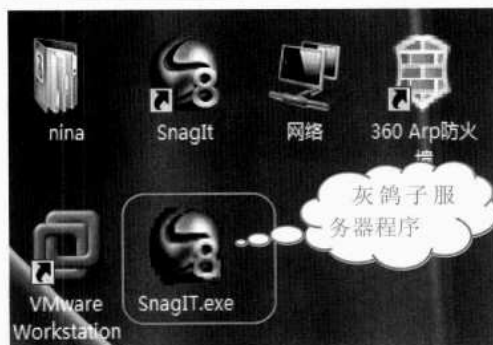 nina
SnagIt
网络
360 Arp防火
墙
灰鸽子服
务器程序
VMware
Workstation
SnagIT.exe